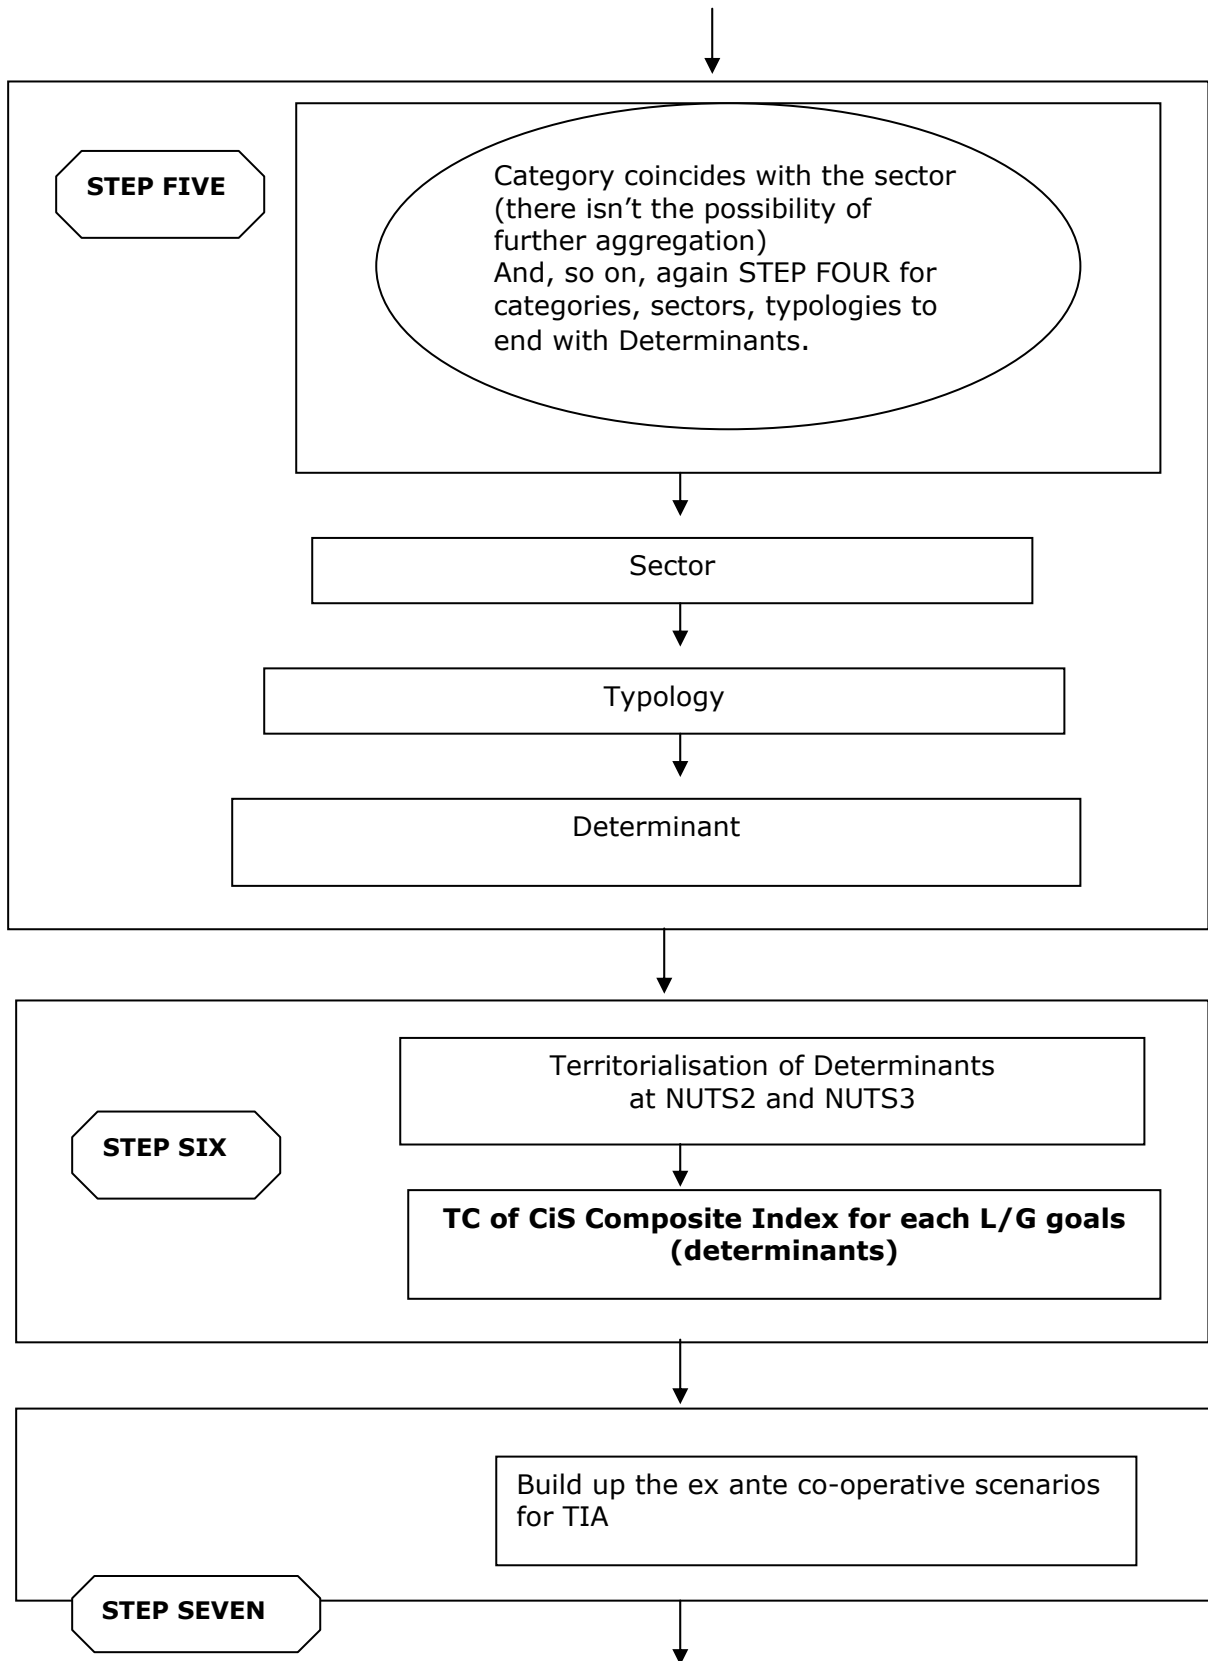 STEP FIVE
Category coincides with the sector
(there isn't the possibility of
further aggregation)
And, so on, again STEP FOUR for
categories, sectors, typologies to
end with Determinants.
Sector
Typology
Determinant
STEP SIX
Territorialisation of Determinants
at NUTS2 and NUTS3
TC of CiS Composite Index for each L/G goals
(determinants)
Build up the ex ante co-operative scenarios
for TIA
STEP SEVEN